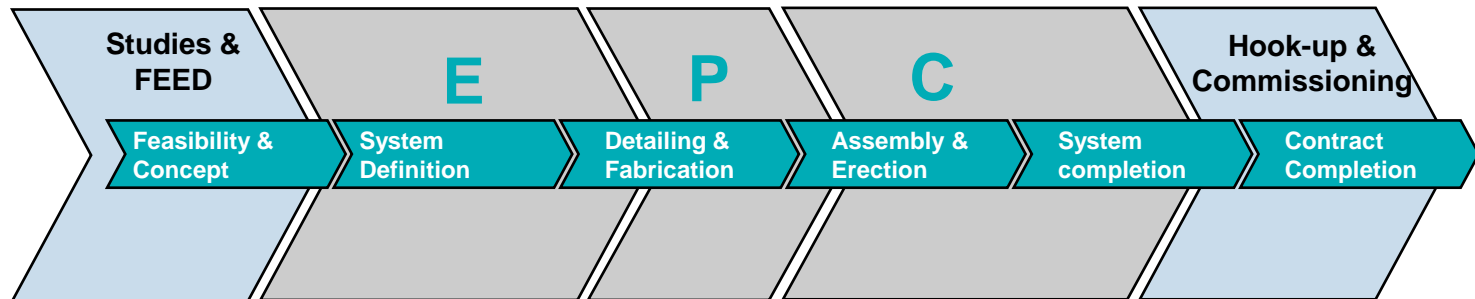 Studies &
FEED
E
P
C
Hook-up &
Commissioning
Feasibility &
Concept
System
Definition
Detailing &
Fabrication
Assembly &
Erection
System
completion
Contract
Completion